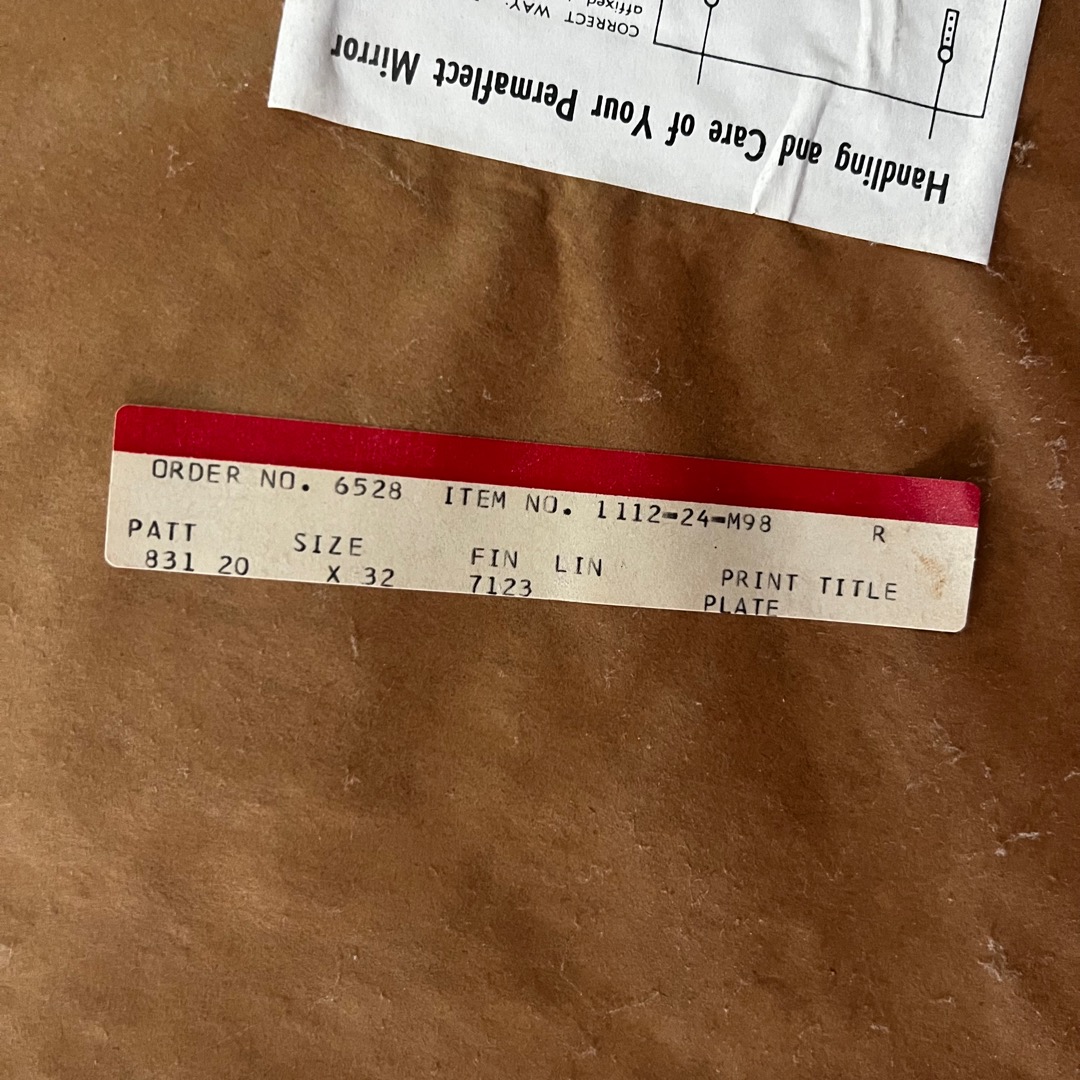 Handling and Care of Your Permaflect Mirror
CORRECT WAY:
affixed
ORDER NO. 6528 ITEM NO. 1112-24-M98 R
PATT SIZE FIN LIN PRINT TITLE
831 20 X 32 7123 PLATE